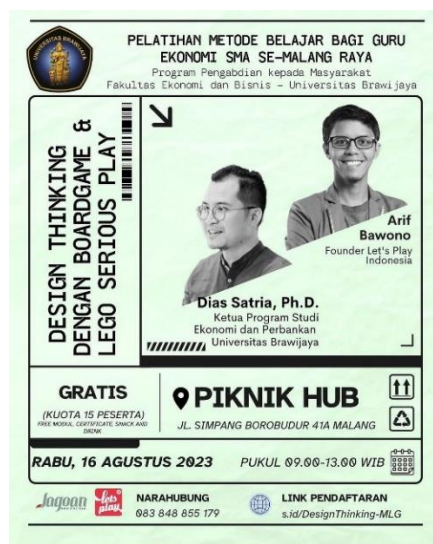 UNIVERSITAS BRAWIJAYA
PELATIHAN METODE BELAJAR BAGI GURU
EKONOMI SMA SE-MALANG RAYA
Program Pengabdian kepada Masyarakat
Fakultas Ekonomi dan Bisnis – Universitas Brawijaya
DESIGN THINKING
DENGAN BOARDGAME &
LEGO SERIOUS PLAY
Arif
Bawono
Founder Let's Play
Indonesia
Dias Satria, Ph.D.
Ketua Program Studi
Ekonomi dan Perbankan
Universitas Brawijaya
GRATIS
(KUOTA 15 PESERTA)
FREE MODUL, CERTIFICATE, SNACK AND
DRINK
PIKNIK HUB
JL. SIMPANG BOROBUDUR 41A MALANG
RABU, 16 AGUSTUS 2023
PUKUL 09.00-13.00 WIB
Jagoan
let's
play
NARAHUBUNG
083 848 855 179
LINK PENDAFTARAN
s.id/DesignThinking-MLG